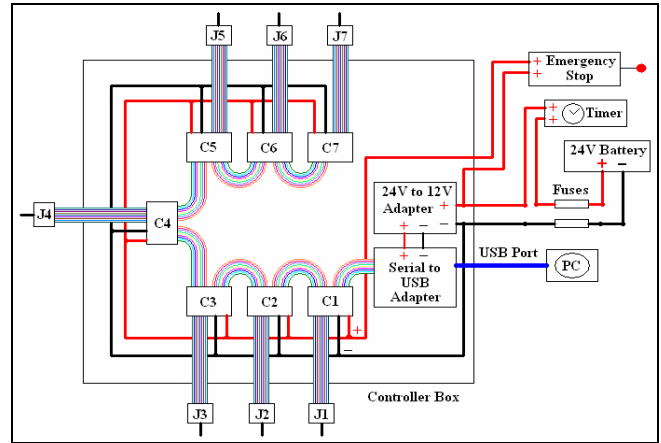 J5
J6
J7
+ Emergency
+ Stop
+ Timer
+
24V Battery
+ −
C5
C6
C7
Fuses
24V to 12V
Adapter
+
−
+ −
+ −
J4
C4
Serial to
USB
Adapter
USB Port
PC
C3
C2
C1
+
−
Controller Box
J3
J2
J1